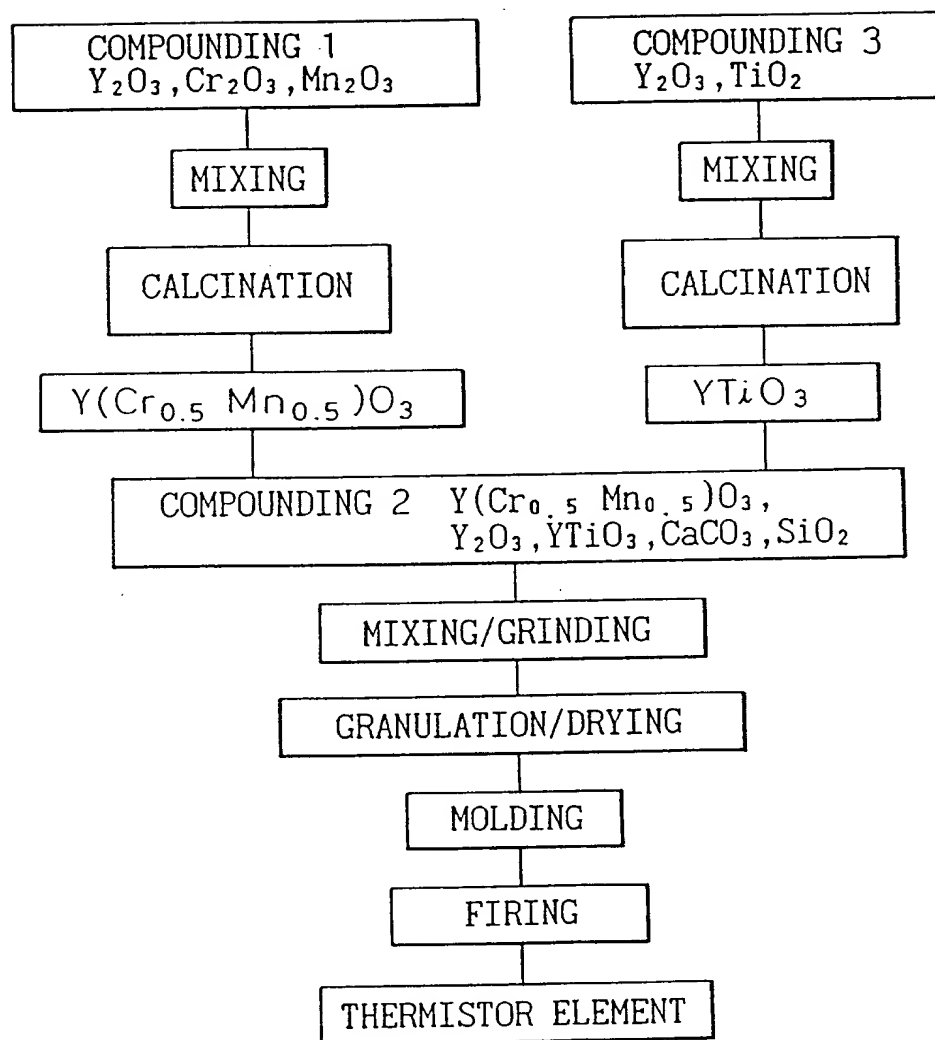 COMPOUNDING 1
Y₂O₃,Cr₂O₃,Mn₂O₃
MIXING
CALCINATION
Y(Cr₀.₅ Mn₀.₅)O₃
COMPOUNDING 3
Y₂O₃,TiO₂
MIXING
CALCINATION
YTiO₃
COMPOUNDING 2 Y(Cr₀.₅ Mn₀.₅)O₃,
Y₂O₃,YTiO₃,CaCO₃,SiO₂
MIXING/GRINDING
GRANULATION/DRYING
MOLDING
FIRING
THERMISTOR ELEMENT